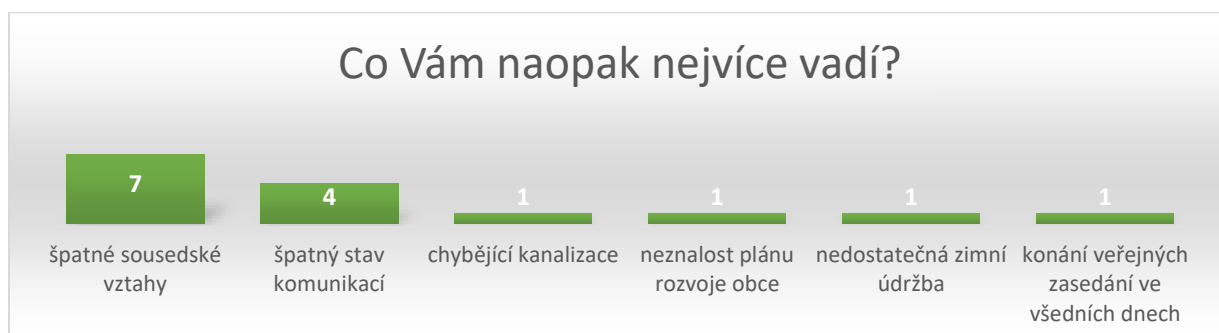 Co Vám naopak nejvíce vadí?
7
4
1
1
1
1
špatné sousedské
vztahy
špatný stav
komunikací
chybějící kanalizace
neznalost plánu
rozvoje obce
nedostatečná zimní
údržba
konání veřejných
zasedání ve
všedních dnech